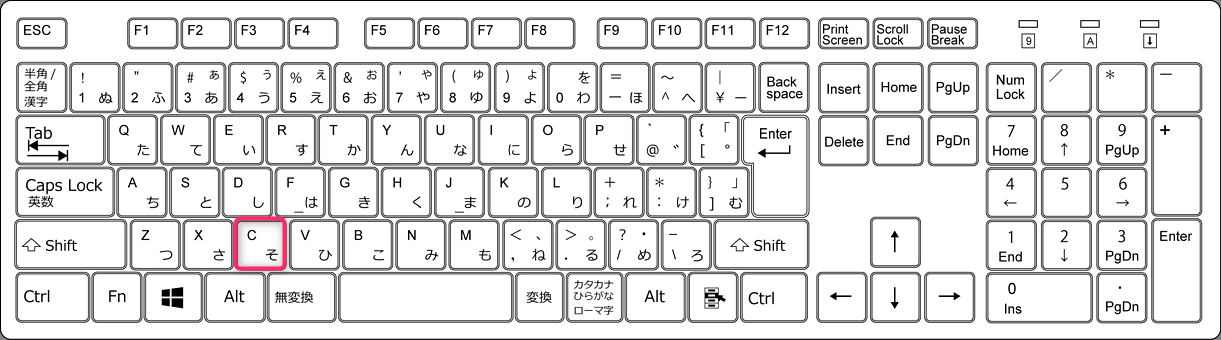 ESC F1 F2 F3 F4 F5 F6 F7 F8 F9 F10 F11 F12 Print Screen Scroll Lock Pause Break 9 A ↓
半角/全角 漢字 ! 1 ぬ " 2 ふ # ぁ 3 あ $ ぅ 4 う % ぇ 5 え & ぉ 6 お ' ゃ 7 や ( ゅ 8 ゆ ) ょ 9 よ を 0 わ = - ほ ~ ^ へ | ¥ ー Back space Insert Home PgUp Num Lock / * -
Tab Q た W て E い R す T か Y ん U な I に O ら P せ ` @ ゛ { 「 [ ゜ Enter Delete End PgDn 7 Home 8 ↑ 9 PgUp +
Caps Lock 英数 A ち S と D し F _は G き H く J _ま K の L り + ; れ * : け } 」 ] む 4 ← 5 6 →
Shift Z つ X さ C そ V ひ B こ N み M も < 、 , ね > 。 . る ? ・ / め _ \ ろ Shift ↑ 1 End 2 ↓ 3 PgDn Enter
Ctrl Fn Alt 無変換 変換 カタカナ ひらがな ローマ字 Alt Ctrl ← ↓ → 0 Ins . PgDn